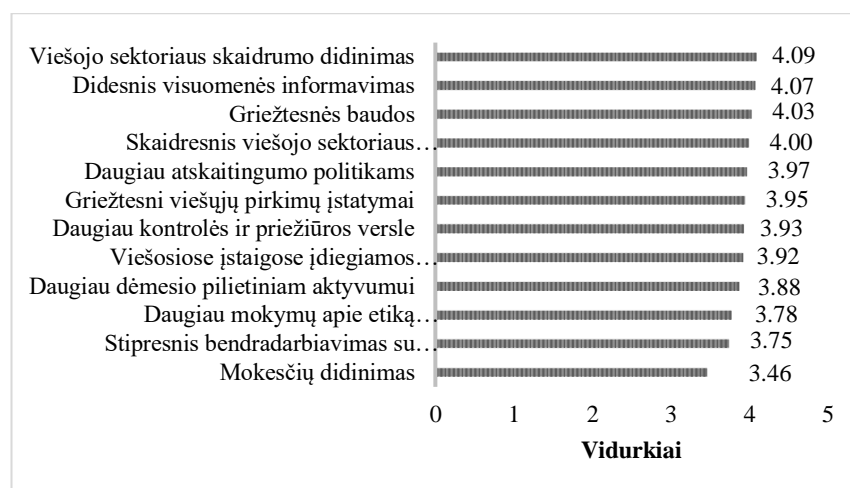 Viešojo sektoriaus skaidrumo didinimas 4.09
Didesnis visuomenės informavimas 4.07
Griežtesnės baudos 4.03
Skaidresnis viešojo sektoriaus… 4.00
Daugiau atskaitingumo politikams 3.97
Griežtesni viešųjų pirkimų įstatymai 3.95
Daugiau kontrolės ir priežiūros versle 3.93
Viešosiose įstaigose įdiegiamos… 3.92
Daugiau dėmesio pilietiniam aktyvumui 3.88
Daugiau mokymų apie etiką… 3.78
Stipresnis bendradarbiavimas su… 3.75
Mokesčių didinimas 3.46
0 1 2 3 4 5
Vidurkiai